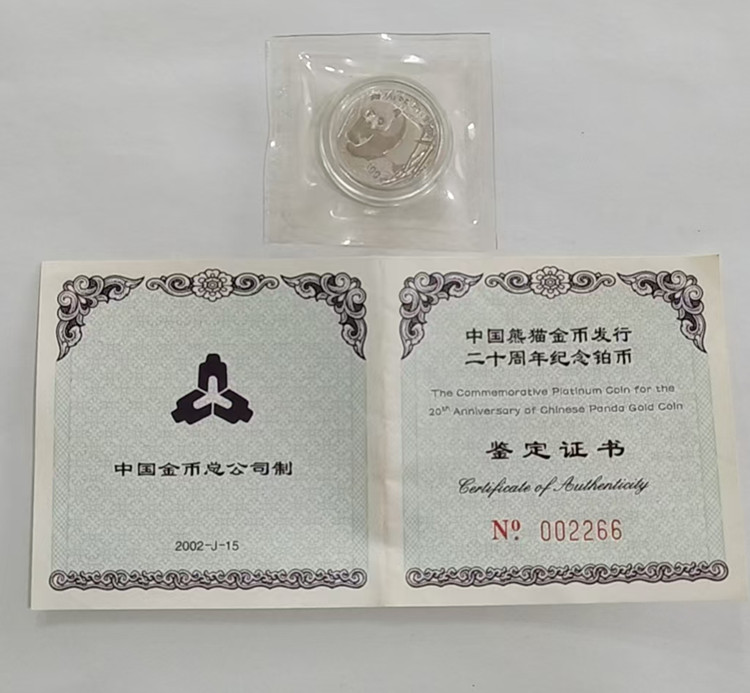 中国金币总公司制
2002-J-15
中国熊猫金币发行
二十周年纪念铂币
The Commemorative Platinum Coin for the
20th Anniversary of Chinese Panda Gold Coin
鉴定证书
Certificate of Authenticity
Nº 002266